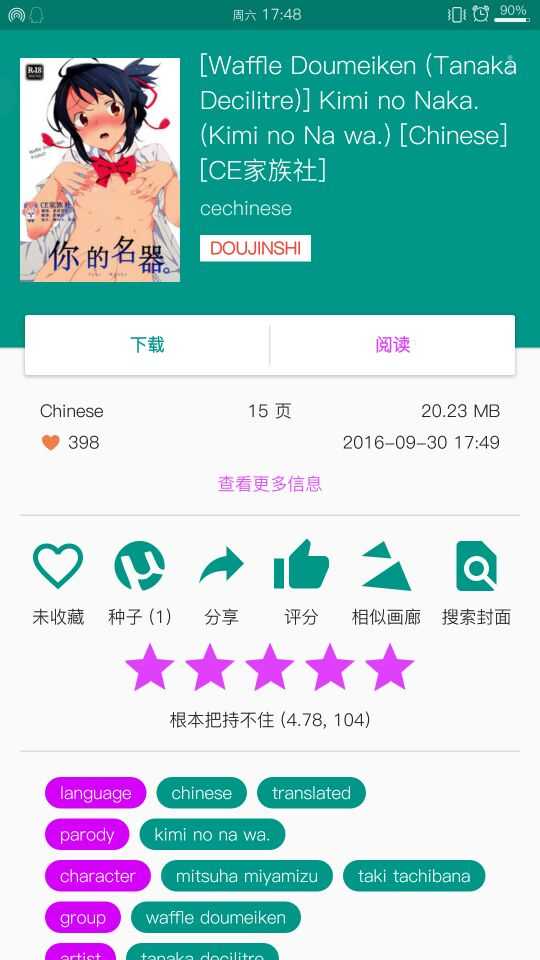 周六 17:48
90%
R-18
[Waffle Doumeiken (Tanaka
Decilitre)] Kimi no Naka.
(Kimi no Na wa.) [Chinese]
[CE家族社]
cechinese
DOUJINSHI
CE家族社
你的名器。
下载
阅读
Chinese
15 页
20.23 MB
398
2016-09-30 17:49
查看更多信息
未收藏
种子 (1)
分享
评分
相似画廊
搜索封面
根本把持不住 (4.78, 104)
language chinese translated
parody kimi no na wa.
character mitsuha miyamizu taki tachibana
group waffle doumeiken
artist tanaka decilitre